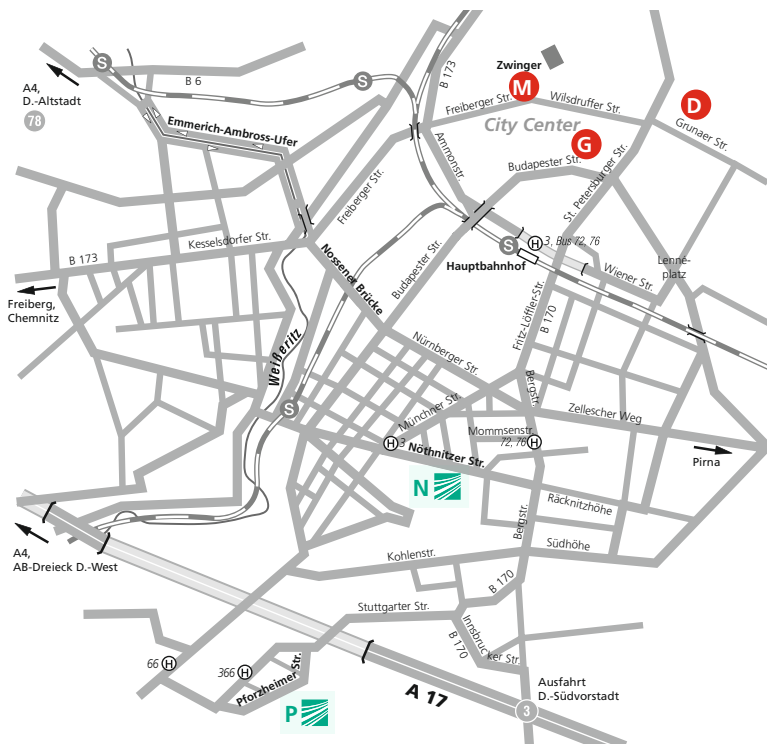 S
B 6
S
B 173
Zwinger
M
D
A4,
D.-Altstadt
78
Freiberger Str.
Wilsdruffer Str.
Emmerich-Ambross-Ufer
City Center
Grunaer Str.
Ammonstr.
G
Budapester Str.
Freiberger Str.
St. Petersburger Str.
Kesselsdorfer Str.
H 3, Bus 72, 76
S
B 173
Nossener Brücke
Budapester Str.
Hauptbahnhof
Wiener Str.
Lenné-
platz
Freiberg,
Chemnitz
Fritz-Löffler-Str.
B 170
Weißeritz
Nürnberger Str.
Bergstr.
S
Münchner Str.
Zellescher Weg
Mommsenstr.
H 3
72, 76 H
Nöthnitzer Str.
Pirna
N
Räcknitzhöhe
Bergstr.
A4,
AB-Dreieck D.-West
Kohlenstr.
Südhöhe
B 170
Stuttgarter Str.
Innsbrucker Str.
B 170
66 H
366 H
Pforzheimer Str.
A 17
Ausfahrt
D.-Südvorstadt
P
3